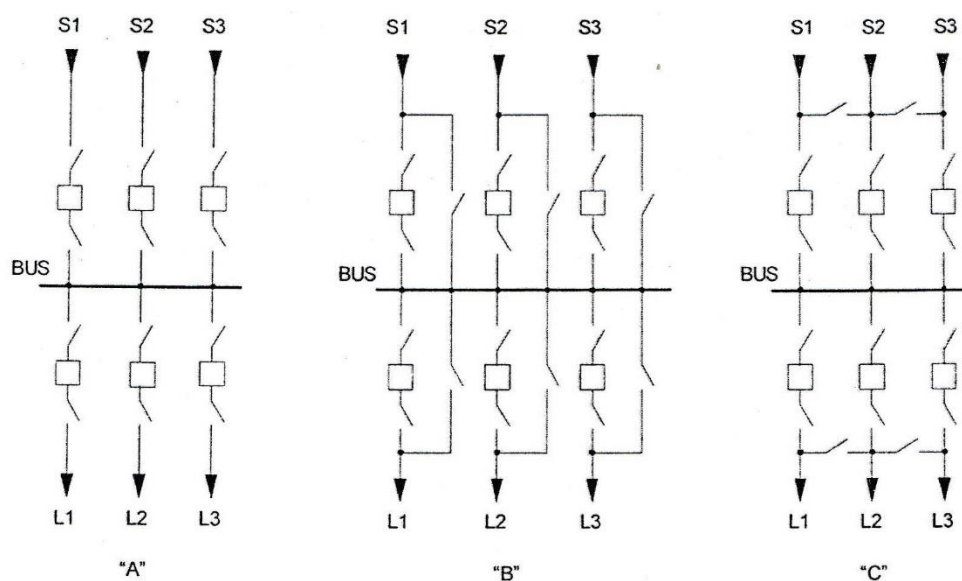 S1 S2 S3
BUS
L1 L2 L3
"A"
S1 S2 S3
BUS
L1 L2 L3
"B"
S1 S2 S3
BUS
L1 L2 L3
"C"